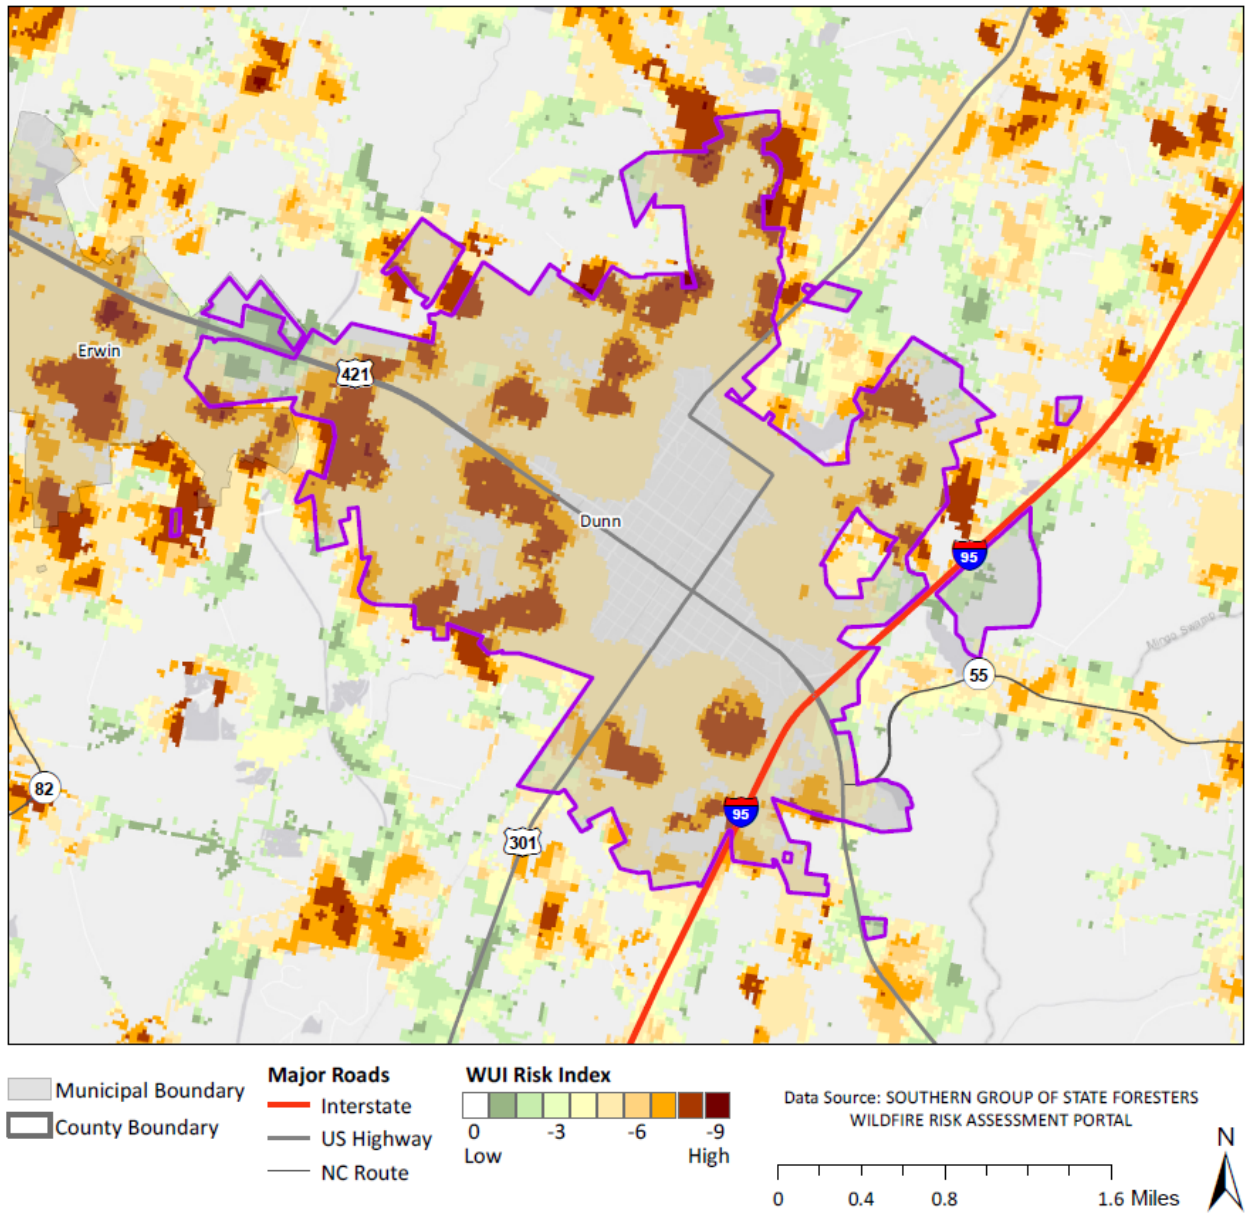 Erwin
421
Dunn
95
Mingo Swamp
55
82
95
301
Municipal Boundary
County Boundary
Major Roads
Interstate
US Highway
NC Route
WUI Risk Index
0 -3 -6 -9
Low High
Data Source: SOUTHERN GROUP OF STATE FORESTERS
WILDFIRE RISK ASSESSMENT PORTAL
N
0 0.4 0.8 1.6 Miles